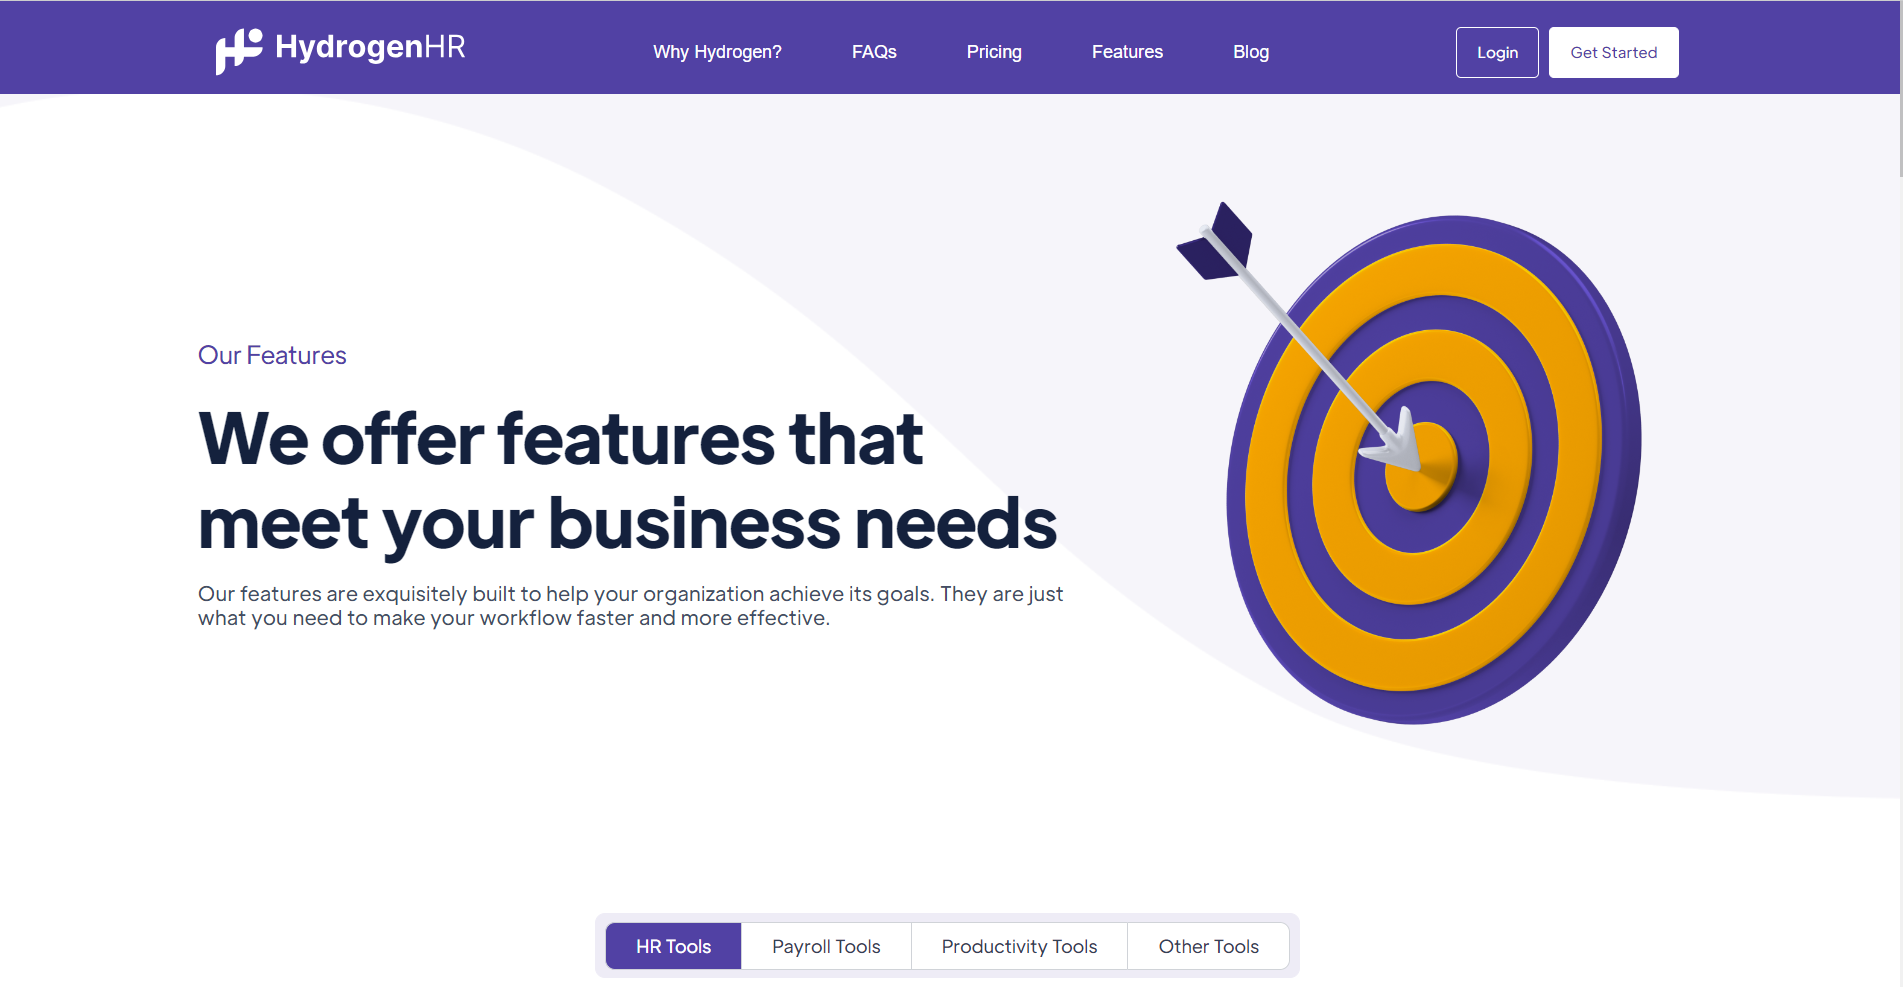 HydrogenHR
Why Hydrogen?
FAQs
Pricing
Features
Blog
Login
Get Started
Our Features
We offer features that
meet your business needs
Our features are exquisitely built to help your organization achieve its goals. They are just
what you need to make your workflow faster and more effective.
HR Tools
Payroll Tools
Productivity Tools
Other Tools